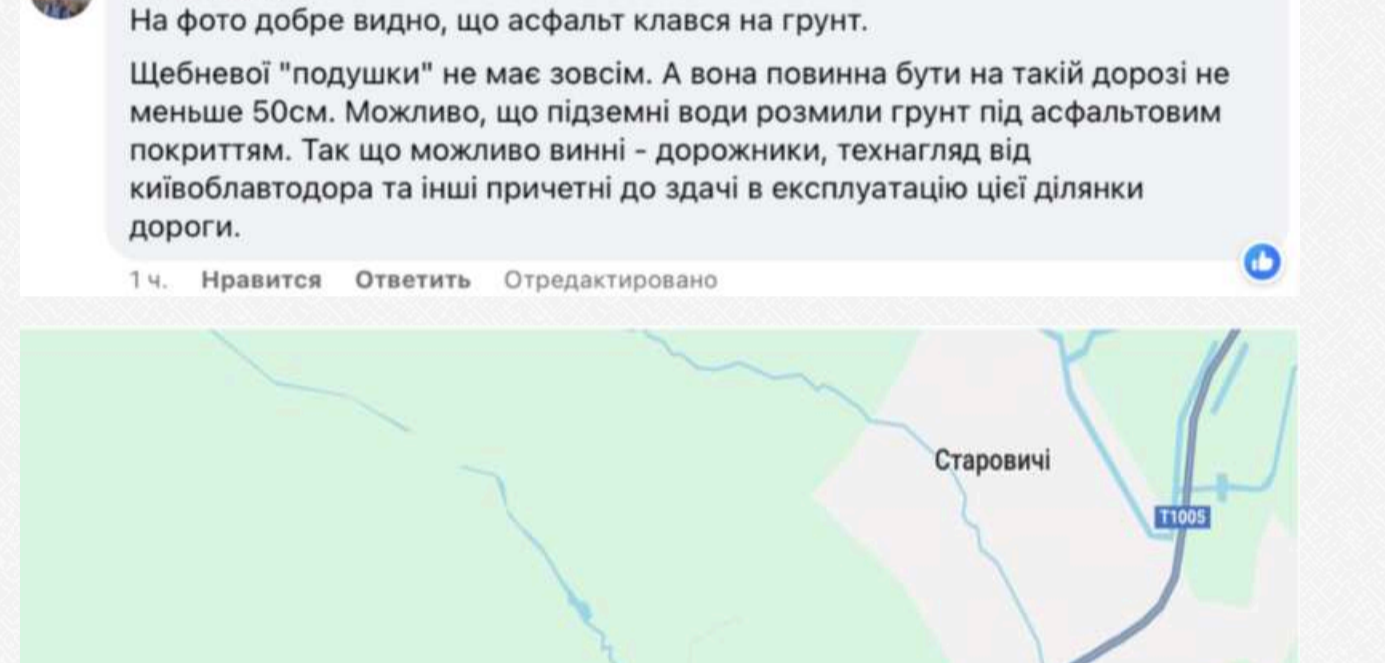 На фото добре видно, що асфальт клався на грунт.
Щебневої "подушки" не має зовсім. А вона повинна бути на такій дорозі не
меньше 50см. Можливо, що підземні води розмили грунт під асфальтовим
покриттям. Так що можливо винні - дорожники, технагляд від
київоблавтодора та інші причетні до здачі в експлуатацію цієї ділянки
дороги.
1 ч. Нравится Ответить Отредактировано
Старовичі
T1005